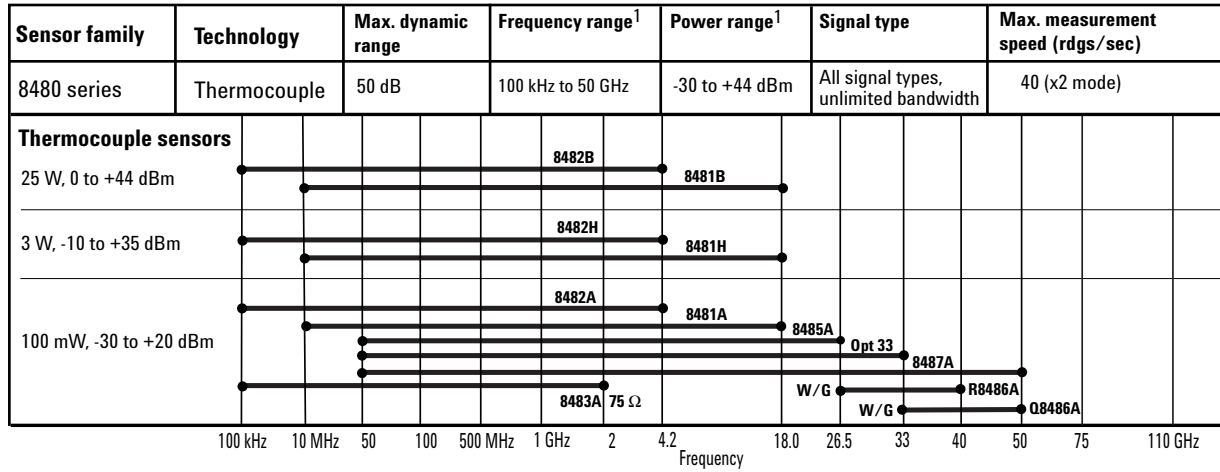 Sensor family
Technology
Max. dynamic
range
Frequency range1
Power range1
Signal type
Max. measurement
speed (rdgs/sec)
8480 series
Thermocouple
50 dB
100 kHz to 50 GHz
-30 to +44 dBm
All signal types,
unlimited bandwidth
40 (x2 mode)
Thermocouple sensors
25 W, 0 to +44 dBm
8482B
8481B
3 W, -10 to +35 dBm
8482H
8481H
100 mW, -30 to +20 dBm
8482A
8481A
8485A
Opt 33
8487A
8483A 75 Ω
W/G R8486A
W/G Q8486A
100 kHz 10 MHz 50 100 500 MHz 1 GHz 2 4.2 18.0 26.5 33 40 50 75 110 GHz
Frequency